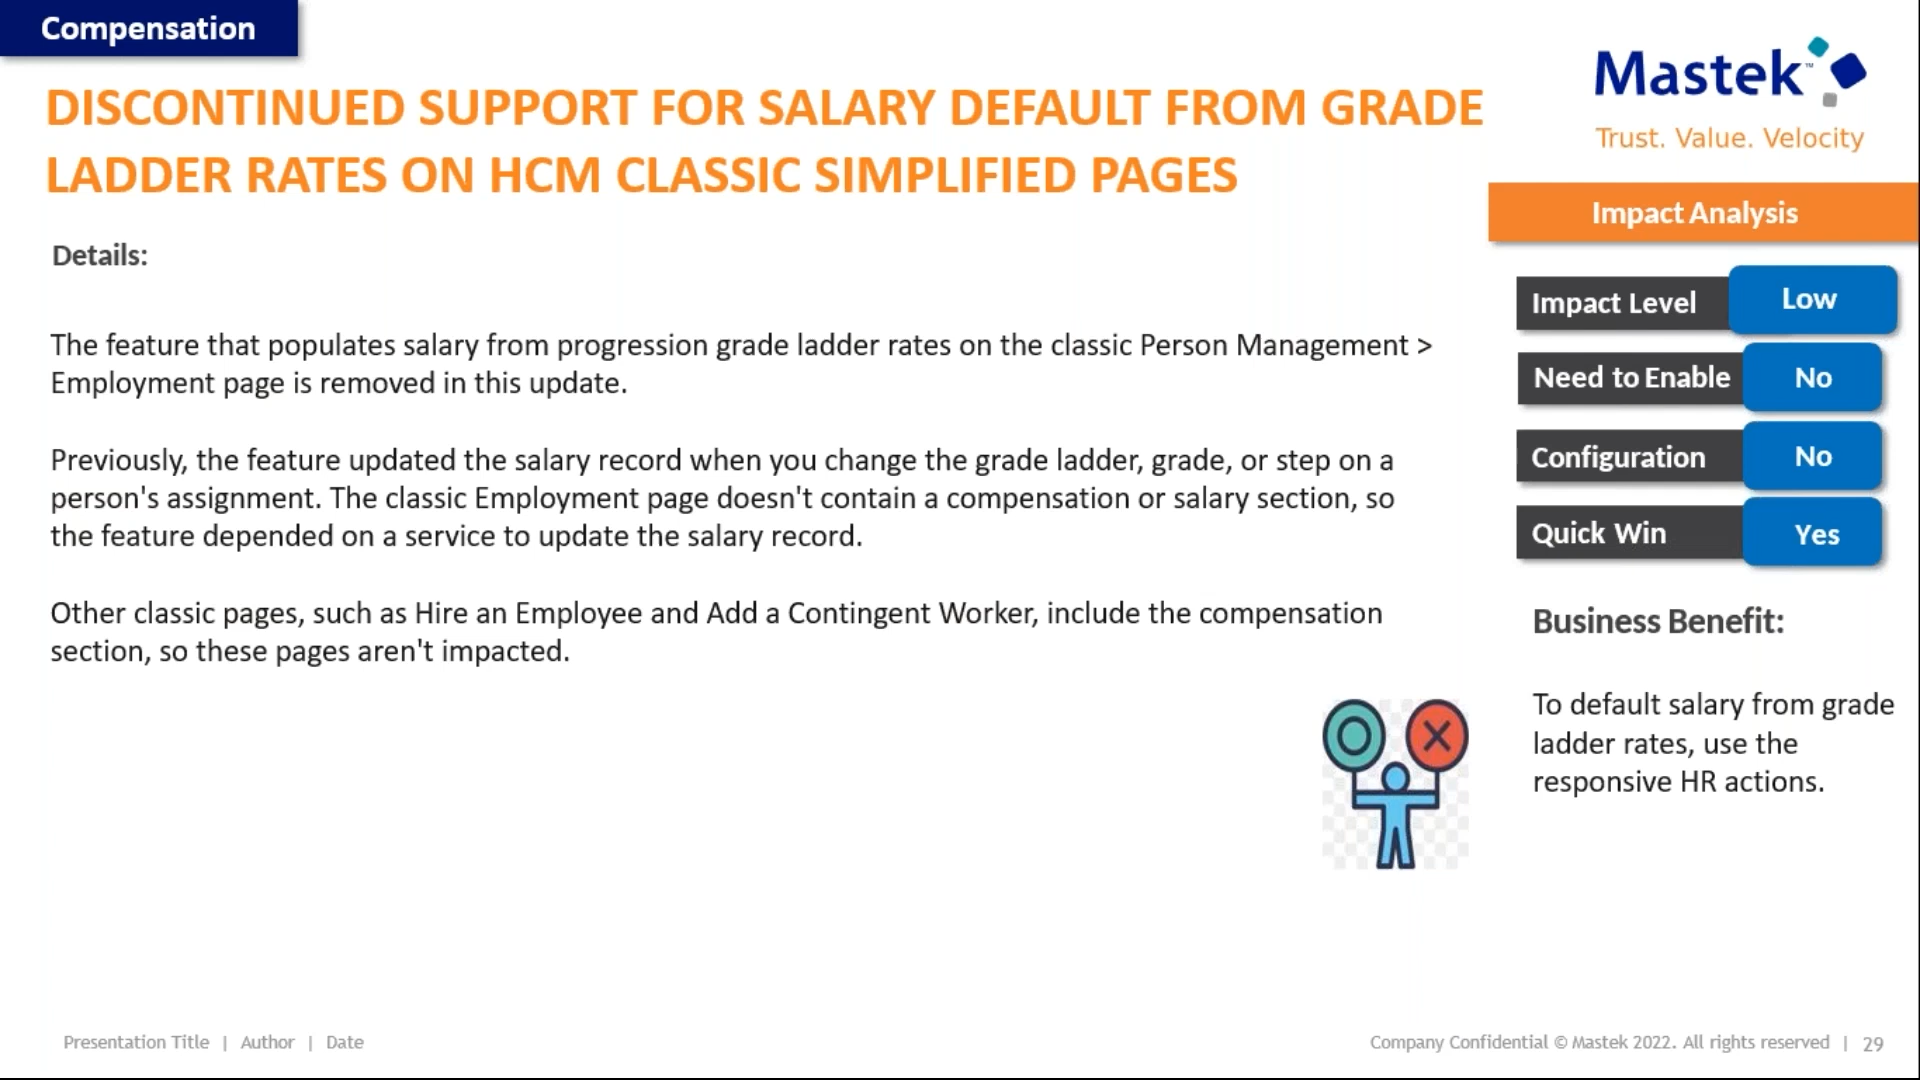 Compensation
Mastek™
Trust. Value. Velocity
DISCONTINUED SUPPORT FOR SALARY DEFAULT FROM GRADE
LADDER RATES ON HCM CLASSIC SIMPLIFIED PAGES
Details:
The feature that populates salary from progression grade ladder rates on the classic Person Management >
Employment page is removed in this update.
Previously, the feature updated the salary record when you change the grade ladder, grade, or step on a
person's assignment. The classic Employment page doesn't contain a compensation or salary section, so
the feature depended on a service to update the salary record.
Other classic pages, such as Hire an Employee and Add a Contingent Worker, include the compensation
section, so these pages aren't impacted.
Impact Analysis
Impact Level Low
Need to Enable No
Configuration No
Quick Win Yes
Business Benefit:
To default salary from grade
ladder rates, use the
responsive HR actions.
Presentation Title | Author | Date
Company Confidential © Mastek 2022. All rights reserved | 29